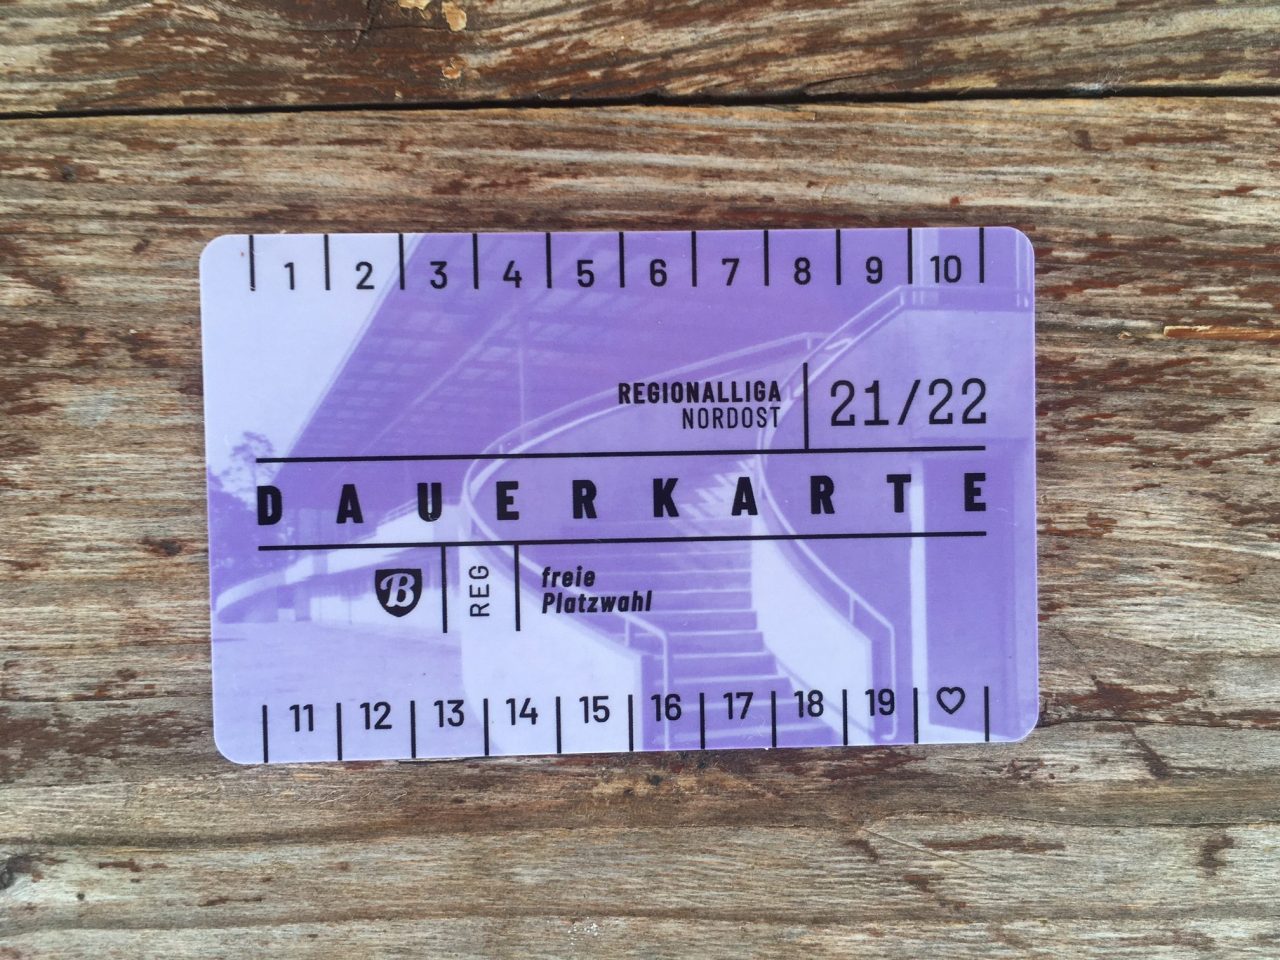 1 2 3 4 5 6 7 8 9 10
REGIONALLIGA
NORDOST
21/22
DAUERKARTE
B
REG
freie
Platzwahl
11 12 13 14 15 16 17 18 19